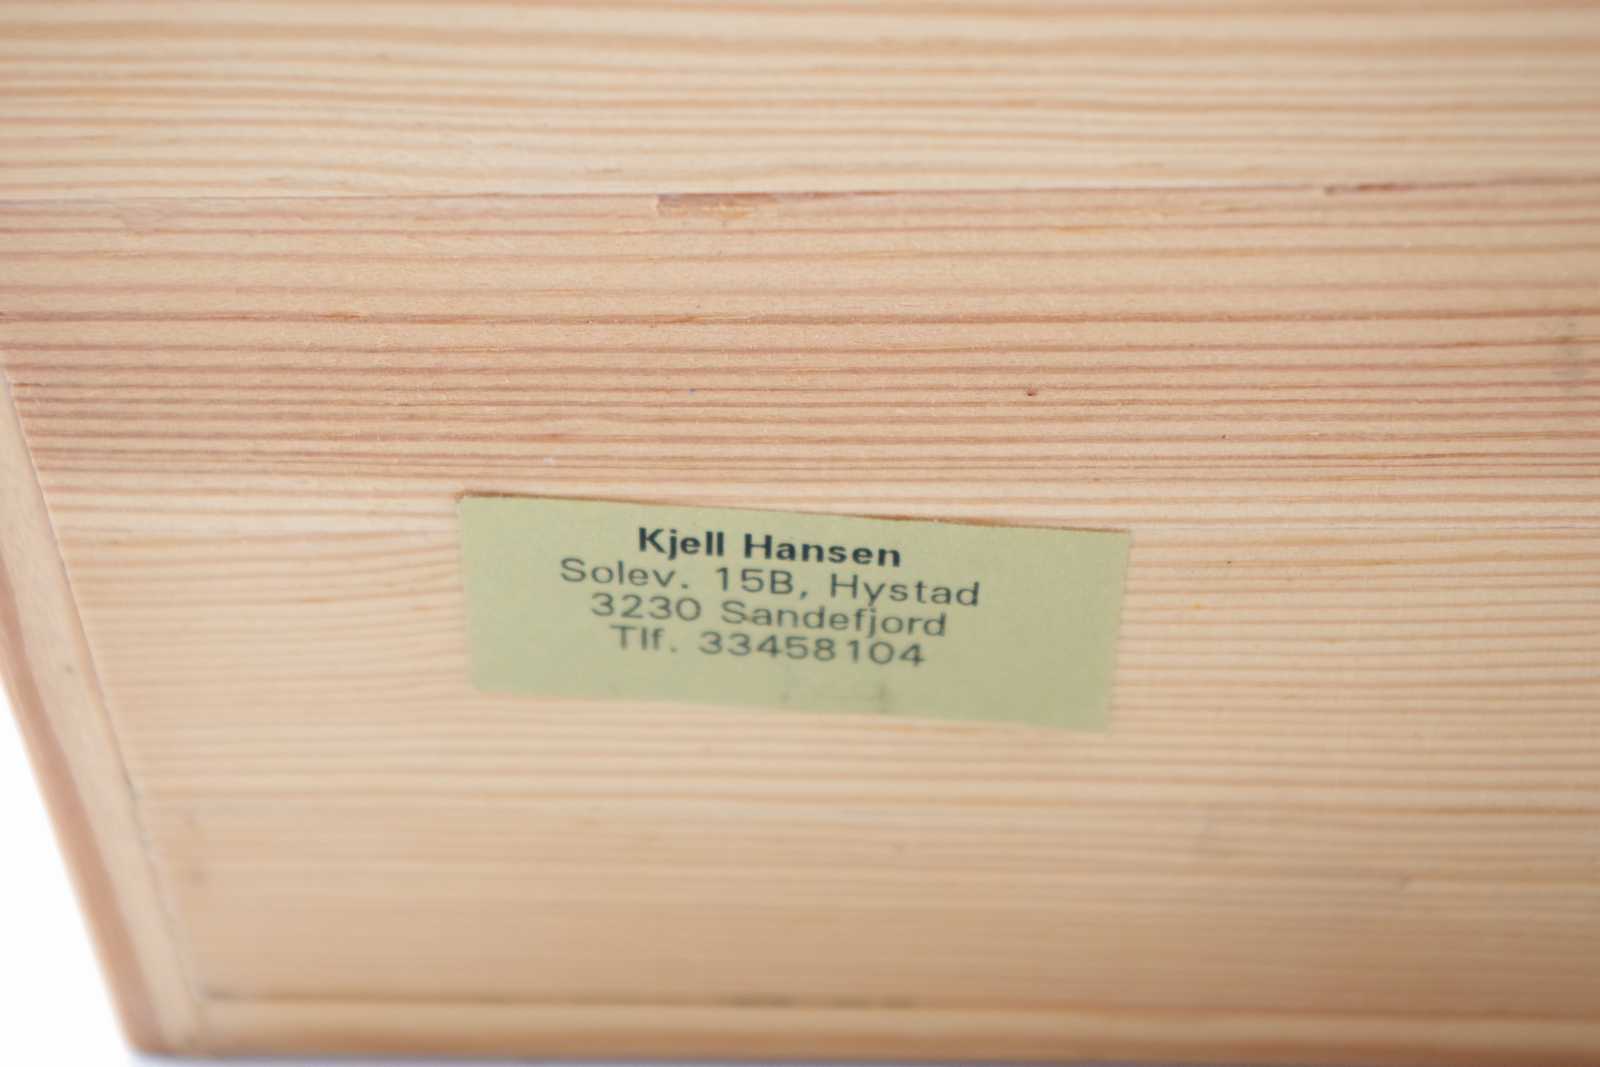 Kjell Hansen
Solev. 15B, Hystad
3230 Sandefjord
Tlf. 33458104